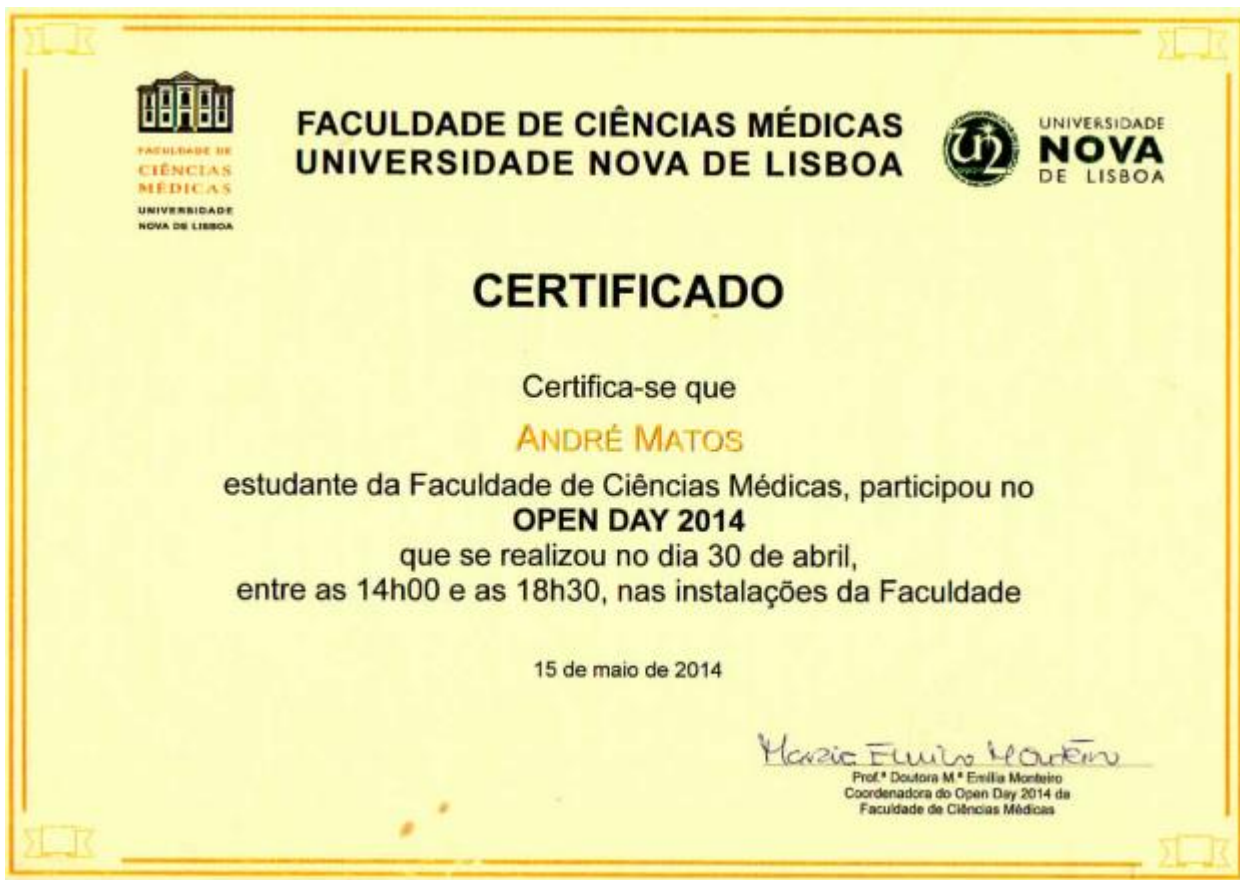 FACULDADE DE
CIÊNCIAS
MÉDICAS
UNIVERSIDADE
NOVA DE LISBOA
FACULDADE DE CIÊNCIAS MÉDICAS
UNIVERSIDADE NOVA DE LISBOA
UNIVERSIDADE
NOVA
DE LISBOA
CERTIFICADO
Certifica-se que
ANDRÉ MATOS
estudante da Faculdade de Ciências Médicas, participou no
OPEN DAY 2014
que se realizou no dia 30 de abril,
entre as 14h00 e as 18h30, nas instalações da Faculdade
15 de maio de 2014
Maria Emília Monteiro
Prof.ª Doutora M.ª Emília Monteiro
Coordenadora do Open Day 2014 da
Faculdade de Ciências Médicas